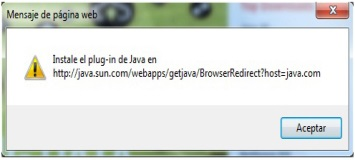 Mensaje de página web
Instale el plug-in de Java en
http://java.sun.com/webapps/getjava/BrowserRedirect?host=java.com
Aceptar